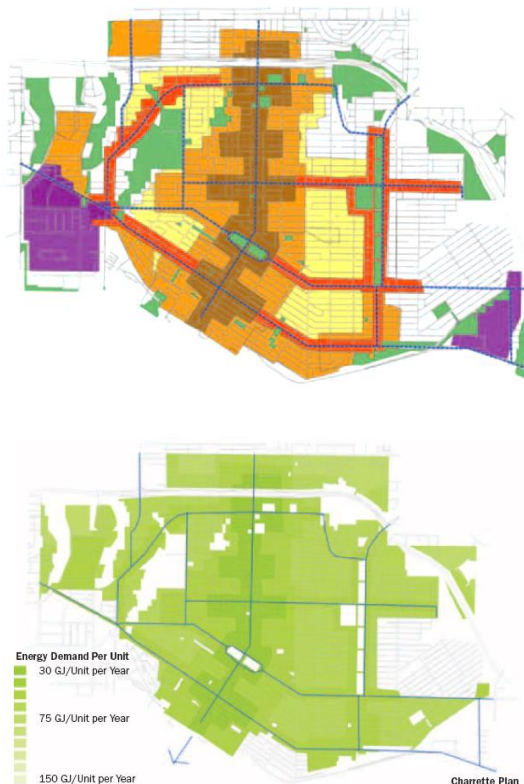 Energy Demand Per Unit
30 GJ/Unit per Year
75 GJ/Unit per Year
150 GJ/Unit per Year
Charrette Plan